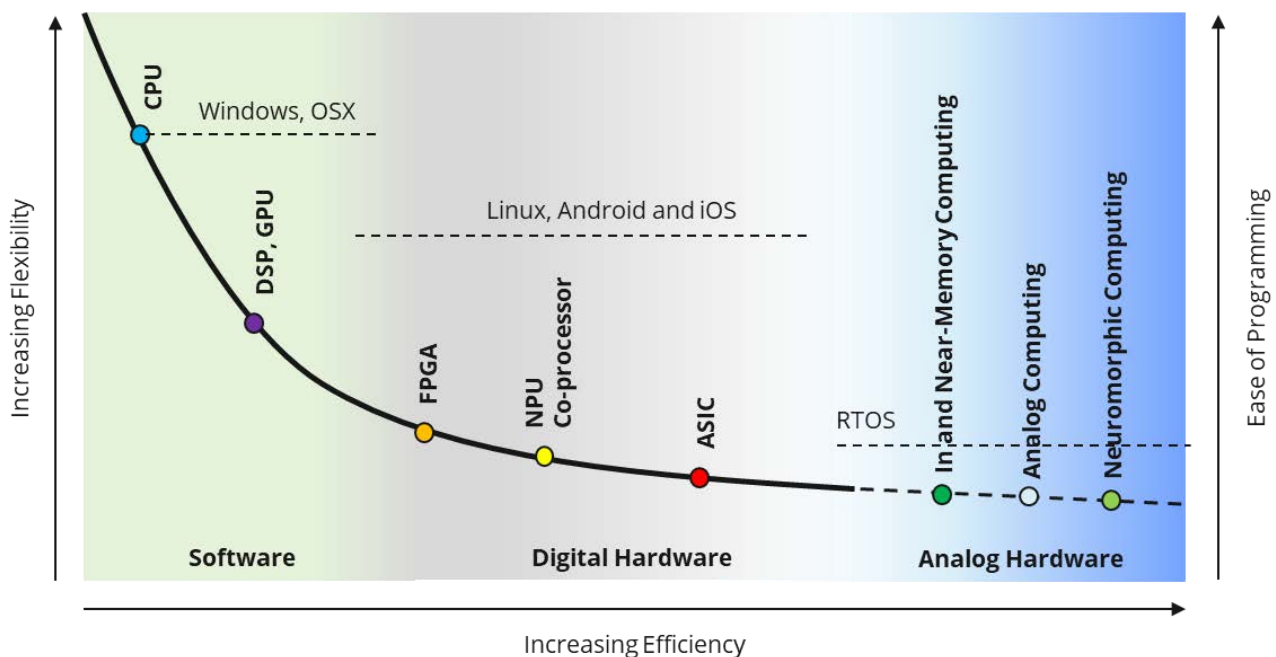 CPU
Windows, OSX
DSP, GPU
Linux, Android and iOS
FPGA
NPU
Co-processor
ASIC
RTOS
In and Near-Memory Computing
Analog Computing
Neuromorphic Computing
Increasing Flexibility
Ease of Programming
Software
Digital Hardware
Analog Hardware
Increasing Efficiency